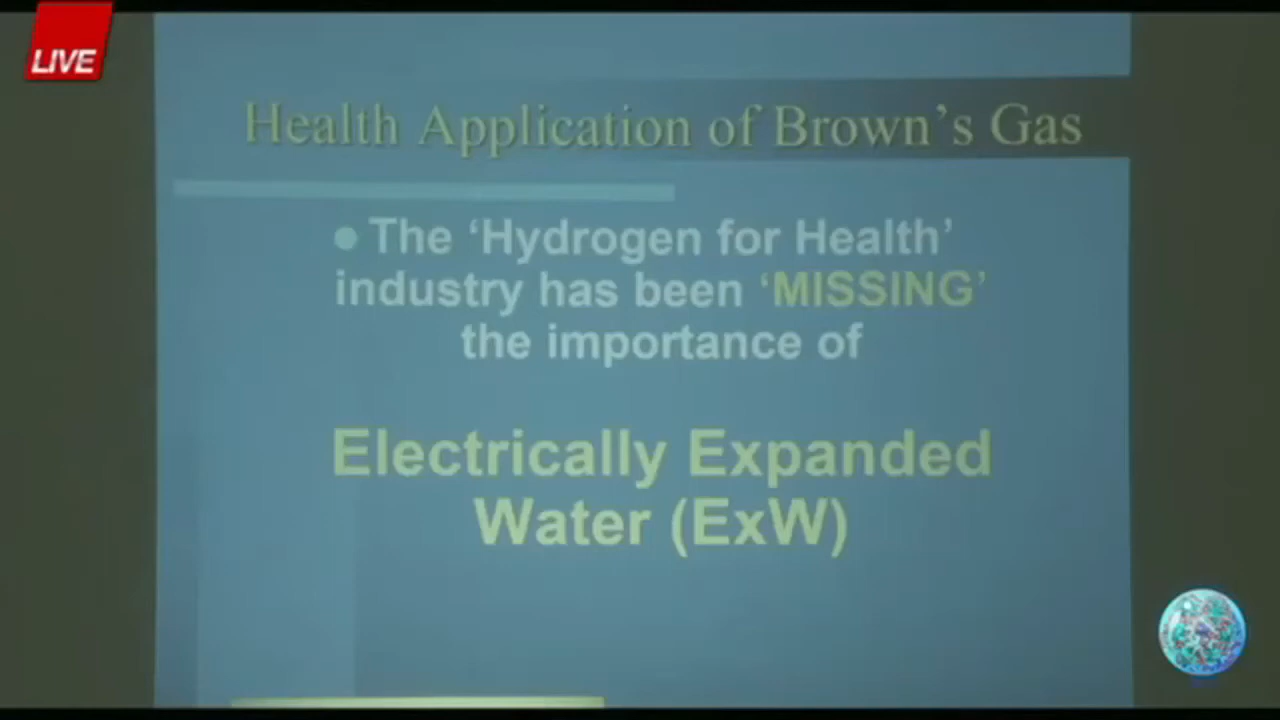 LIVE
Health Application of Brown's Gas
The 'Hydrogen for Health'
industry has been 'MISSING'
the importance of
Electrically Expanded
Water (ExW)